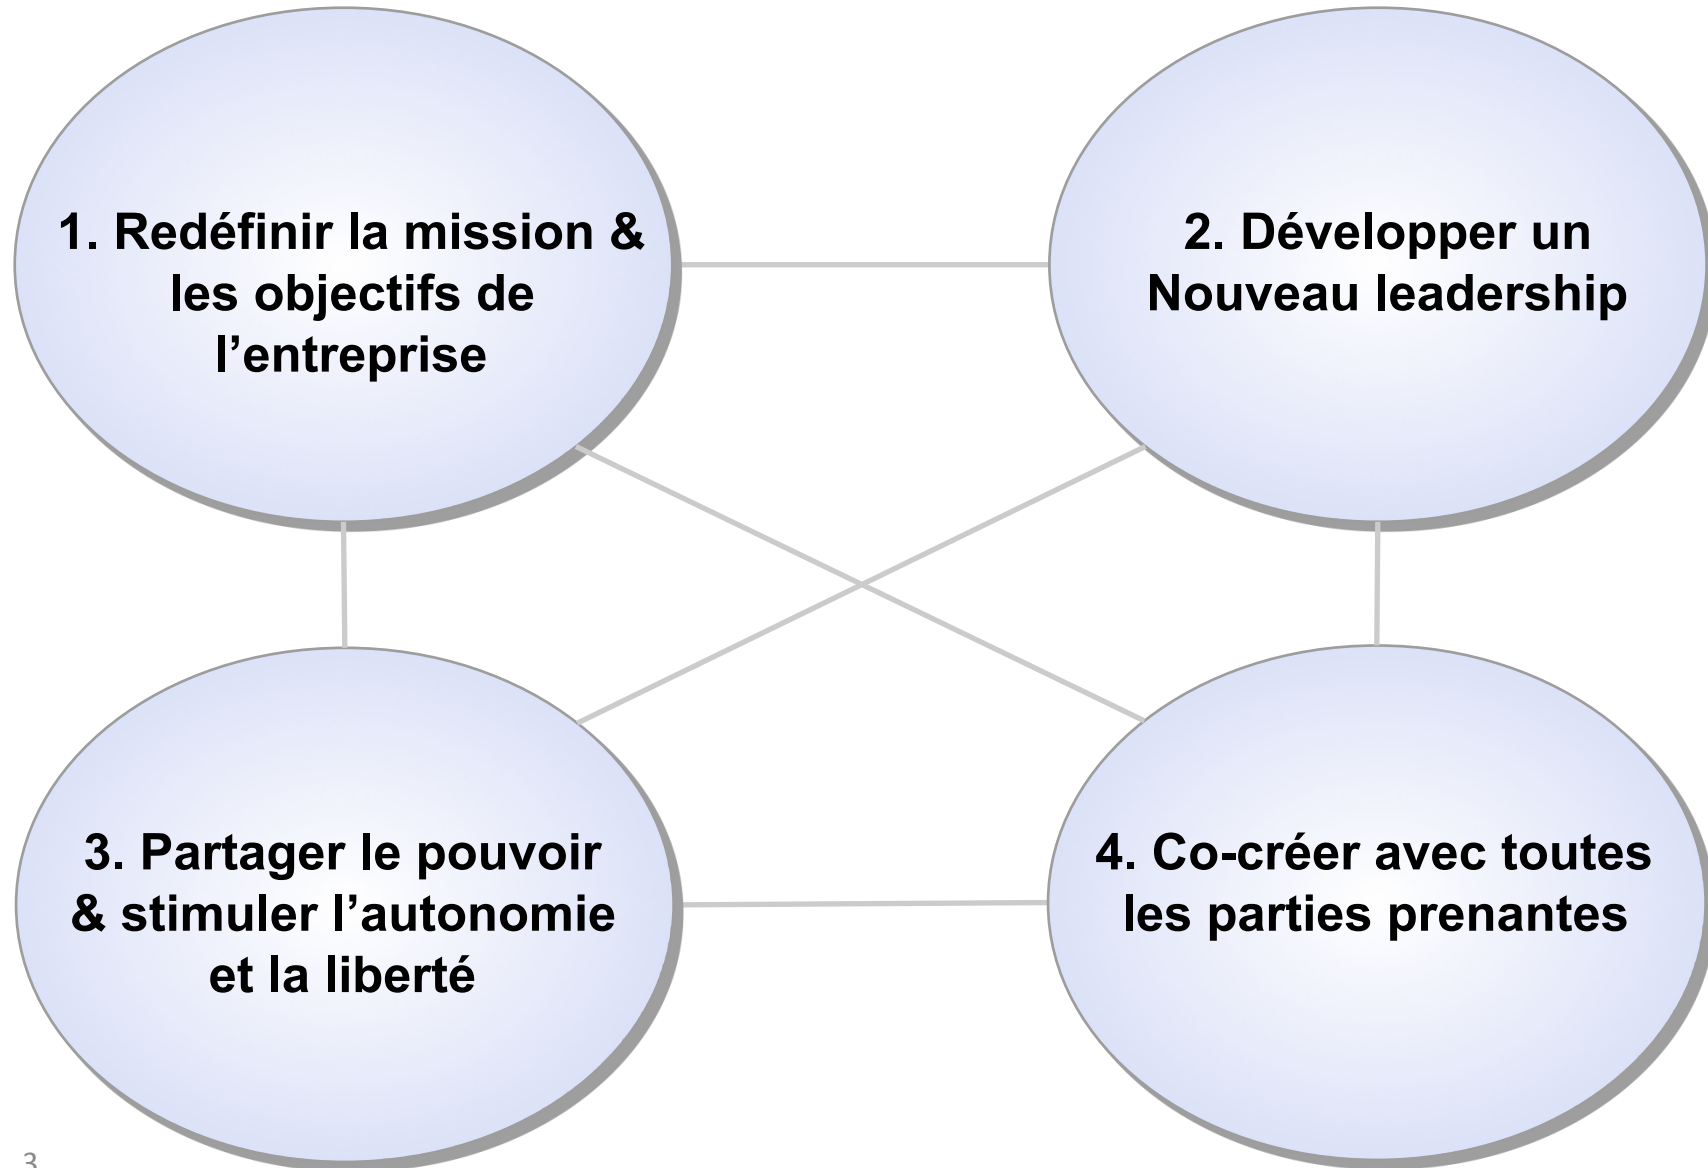 1. Redéfinir la mission &
les objectifs de
l’entreprise
2. Développer un
Nouveau leadership
3. Partager le pouvoir
& stimuler l’autonomie
et la liberté
4. Co-créer avec toutes
les parties prenantes
3